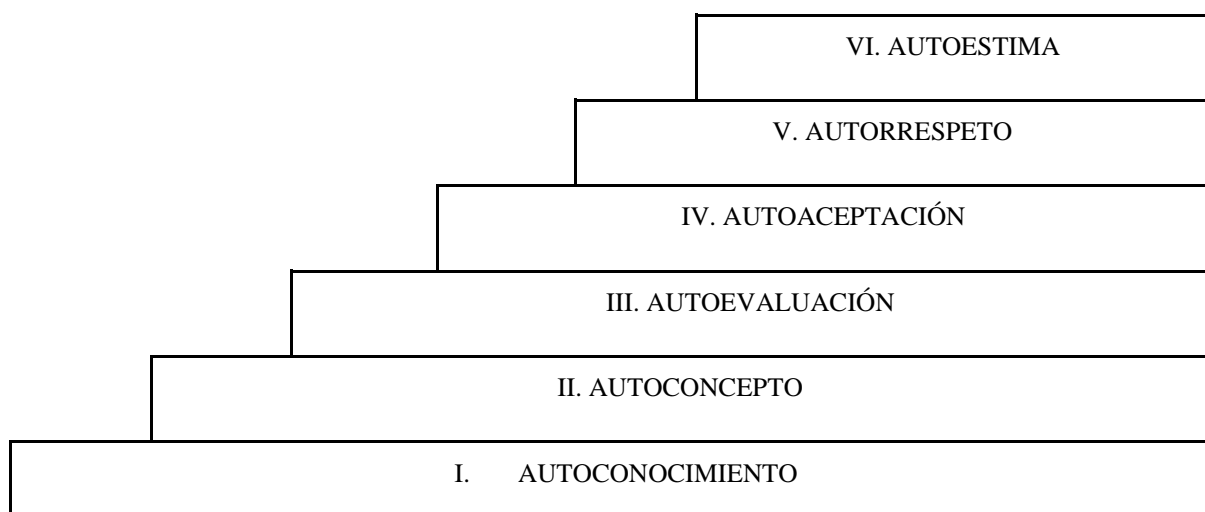 VI. AUTOESTIMA
V. AUTORRESPETO
IV. AUTOACEPTACIÓN
III. AUTOEVALUACIÓN
II. AUTOCONCEPTO
I. AUTOCONOCIMIENTO